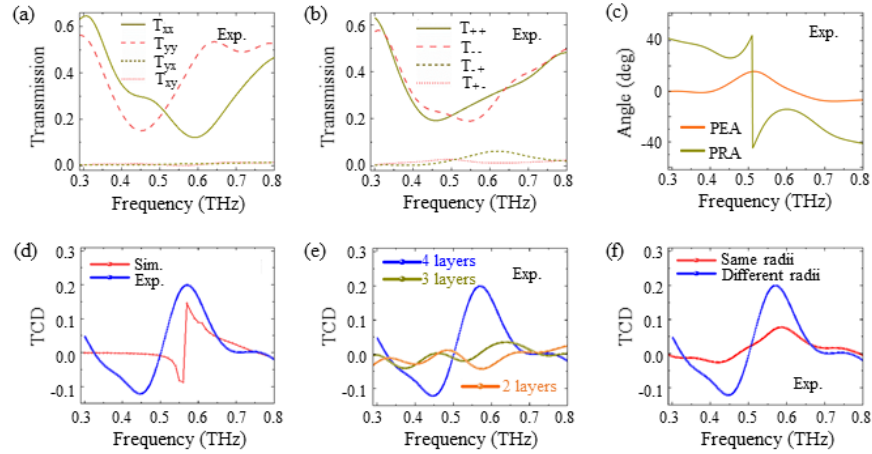 (a)
Exp.
T_xx
T_yy
T_yx
T_xy
Transmission
0.6
0.4
0.2
0.0
0.3 0.4 0.5 0.6 0.7 0.8
Frequency (THz)
(b)
Exp.
T_++
T_--
T_-+
T_+-
Transmission
0.6
0.4
0.2
0.0
0.3 0.4 0.5 0.6 0.7 0.8
Frequency (THz)
(c)
Exp.
PEA
PRA
Angle (deg)
40
0
-40
0.3 0.4 0.5 0.6 0.7 0.8
Frequency (THz)
(d)
Sim.
Exp.
TCD
0.3
0.2
0.1
0.0
-0.1
0.3 0.4 0.5 0.6 0.7 0.8
Frequency (THz)
(e)
4 layers
3 layers
Exp.
2 layers
TCD
0.3
0.2
0.1
0.0
-0.1
0.3 0.4 0.5 0.6 0.7 0.8
Frequency (THz)
(f)
Same radii
Different radii
Exp.
TCD
0.3
0.2
0.1
0.0
-0.1
0.3 0.4 0.5 0.6 0.7 0.8
Frequency (THz)